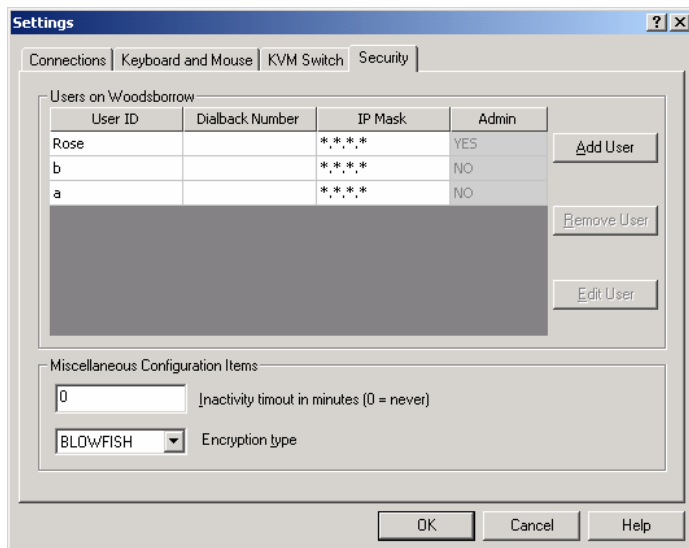 Settings
Connections Keyboard and Mouse KVM Switch Security
Users on Woodsborrow
User ID Dialback Number IP Mask Admin
Rose *.*.*.* YES
b *.*.*.* NO
a *.*.*.* NO
Add User
Remove User
Edit User
Miscellaneous Configuration Items
0 Inactivity timout in minutes (0 = never)
BLOWFISH Encryption type
OK Cancel Help